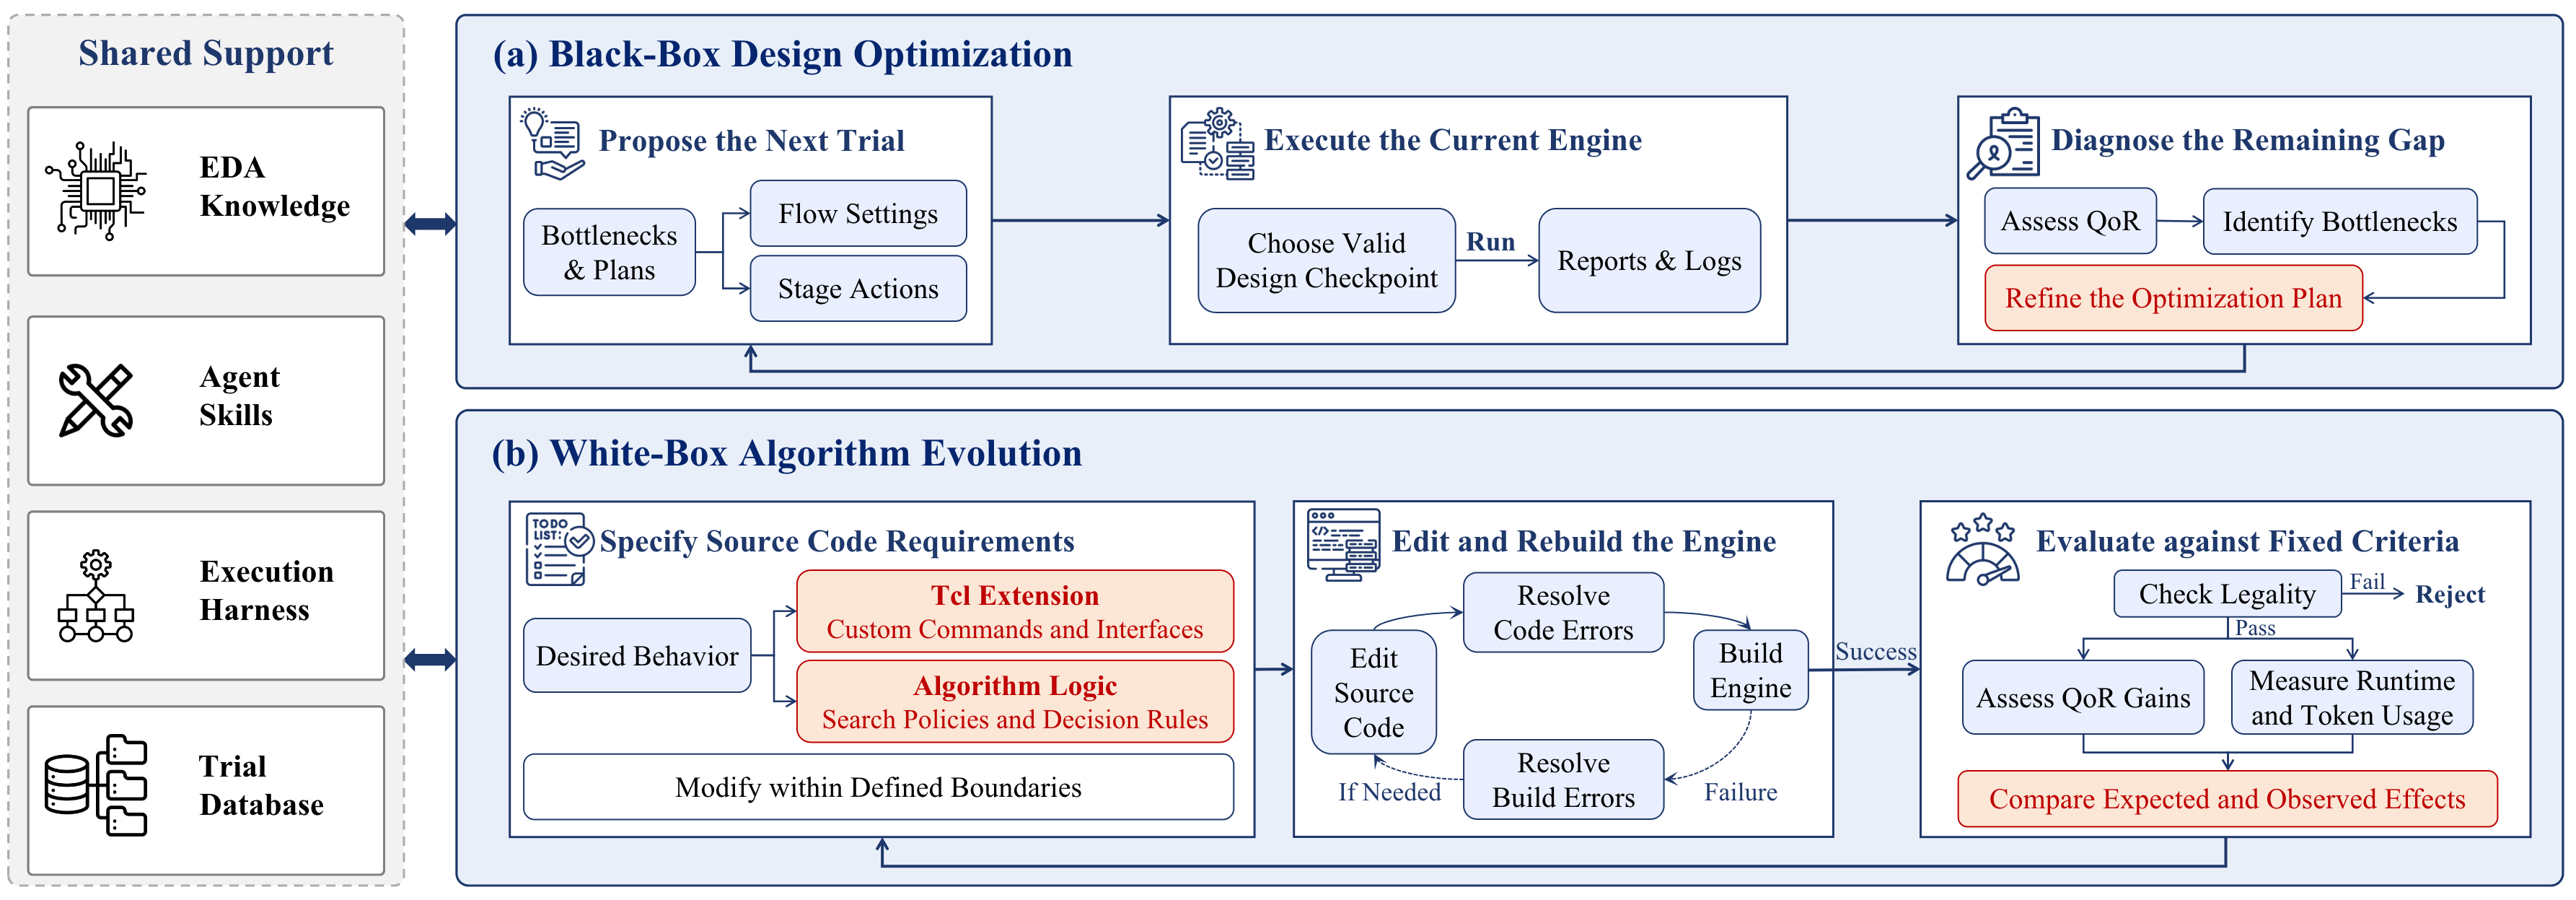 Shared Support
EDA
Knowledge
Agent
Skills
Execution
Harness
Trial
Database
(a) Black-Box Design Optimization
Propose the Next Trial
Bottlenecks
& Plans
Flow Settings
Stage Actions
Execute the Current Engine
Choose Valid
Design Checkpoint
Run
Reports & Logs
Diagnose the Remaining Gap
Assess QoR
Identify Bottlenecks
Refine the Optimization Plan
(b) White-Box Algorithm Evolution
TO DO
LIST:
Specify Source Code Requirements
Desired Behavior
Tcl Extension
Custom Commands and Interfaces
Algorithm Logic
Search Policies and Decision Rules
Modify within Defined Boundaries
</>
Edit and Rebuild the Engine
Edit
Source
Code
Resolve
Code Errors
Build
Engine
Resolve
Build Errors
If Needed
Failure
Success
Evaluate against Fixed Criteria
Check Legality
Fail
Reject
Pass
Assess QoR Gains
Measure Runtime
and Token Usage
Compare Expected and Observed Effects